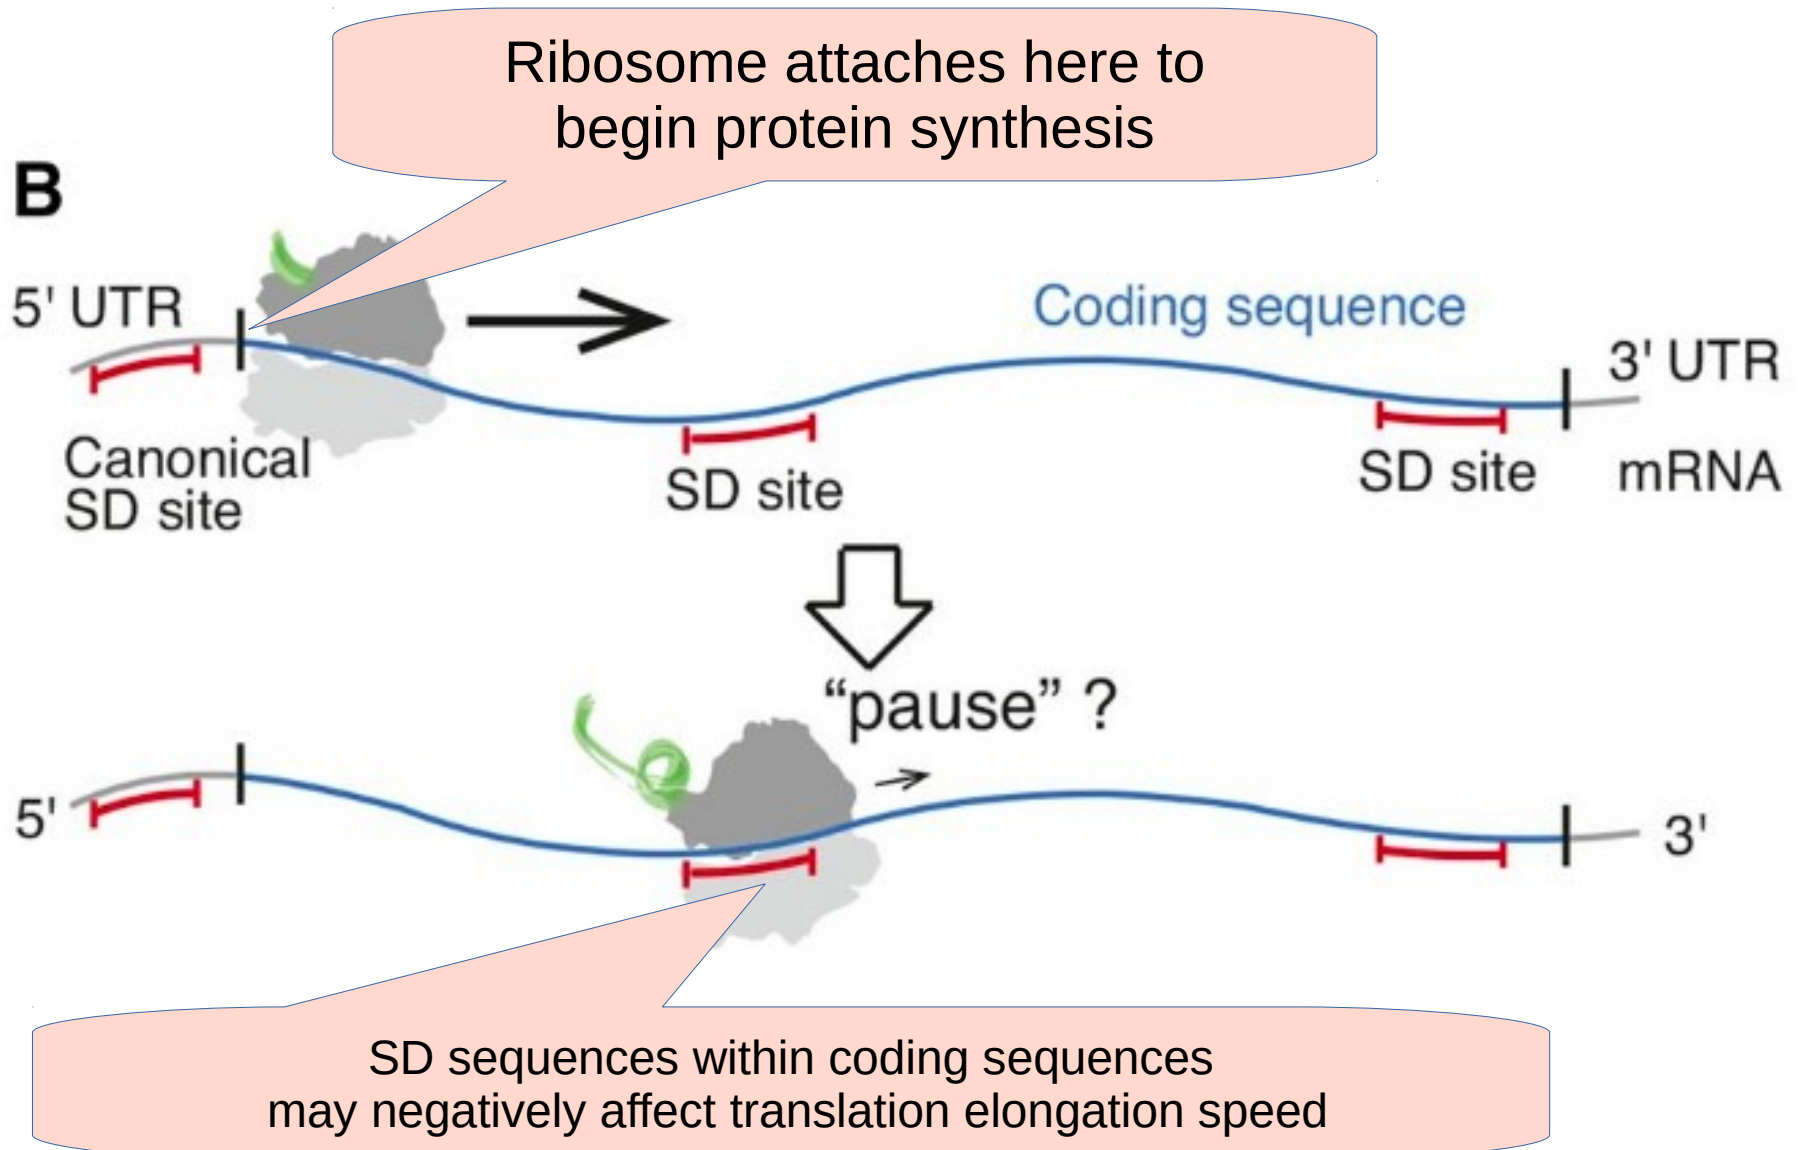 Ribosome attaches here to
begin protein synthesis
B
5' UTR
Coding sequence
3' UTR
Canonical
SD site
SD site
SD site
mRNA
“pause” ?
5'
3'
SD sequences within coding sequences
may negatively affect translation elongation speed